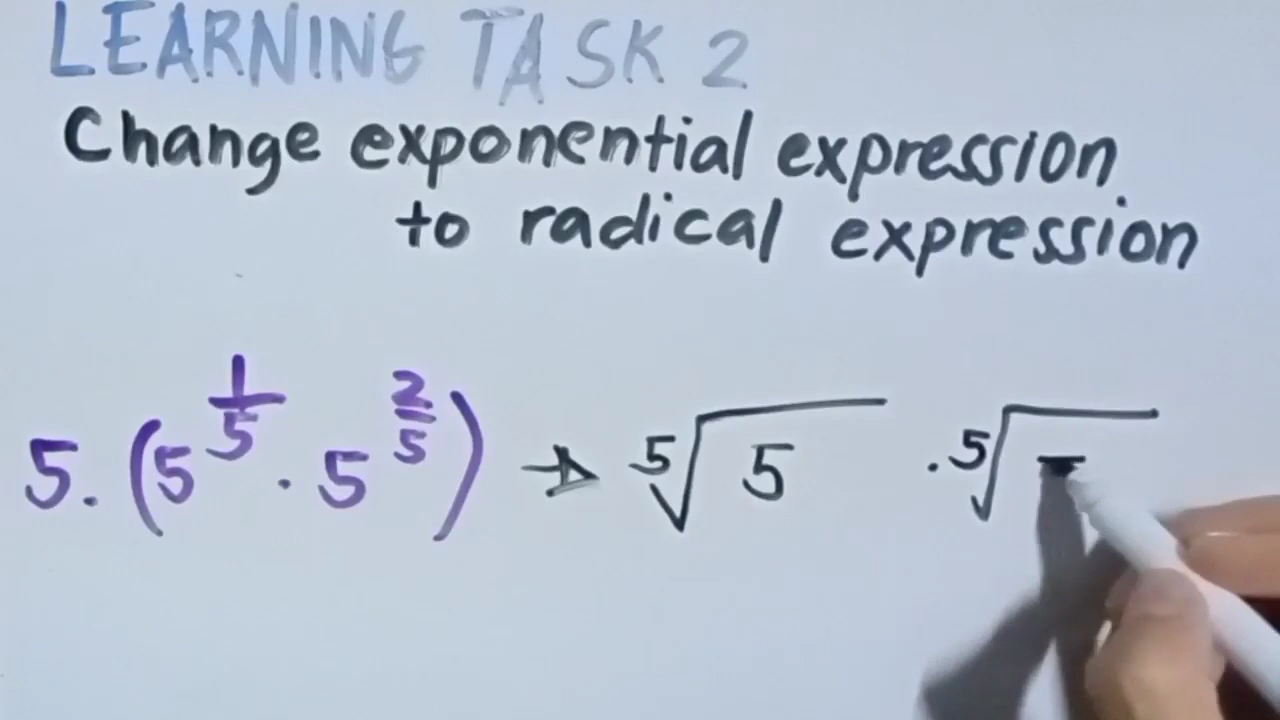 LEARNING TASK 2
Change exponential expression
to radical expression
5. (5^{1/5} · 5^{2/5}) → ⁵√5 · ⁵√